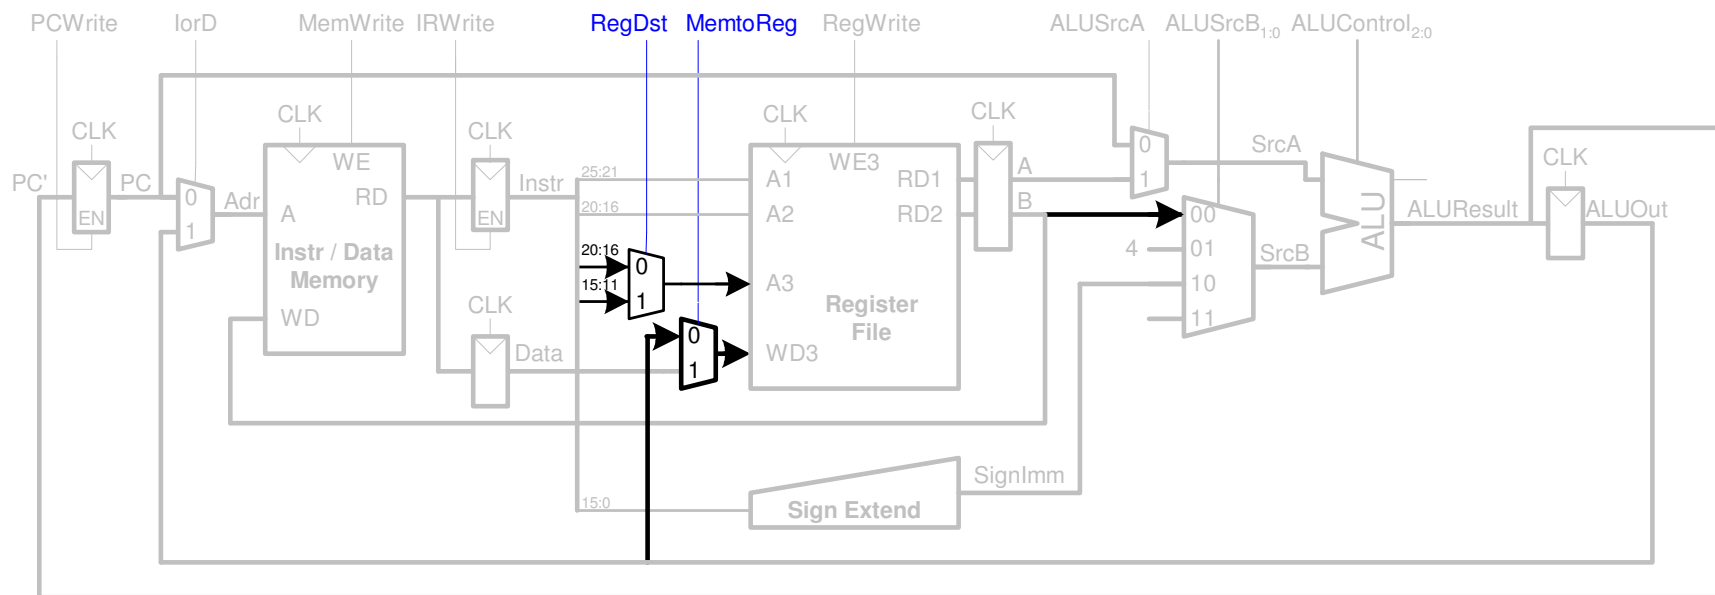 PCWrite IorD MemWrite IRWrite RegDst MemtoReg RegWrite ALUSrcA ALUSrcB1:0 ALUControl2:0
CLK CLK CLK CLK CLK CLK CLK
PC' EN PC 0 1 Adr
WE RD A Instr / Data Memory WD
EN Instr
CLK Data
25:21
20:16
20:16
15:11
15:0
0
1
0
1
WE3
A1 RD1
A2 RD2
A3
WD3
Register
File
A
B
0
1
SrcA
4
00
01
10
11
SrcB
ALU
ALUResult
ALUOut
SignImm
Sign Extend